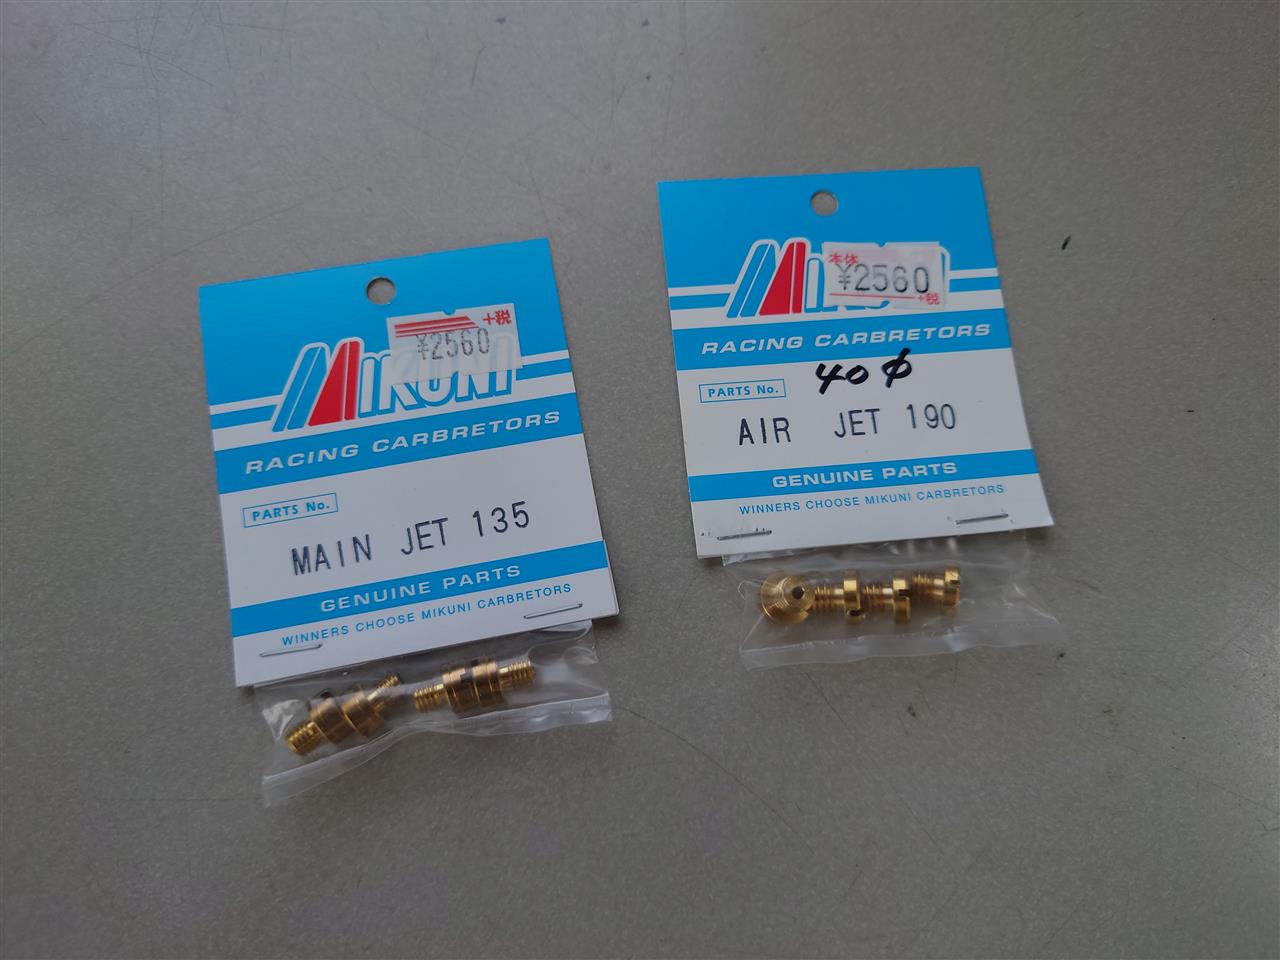 +税
¥2560
MIKUNI
RACING CARBRETORS
PARTS No.
MAIN JET 135
GENUINE PARTS
WINNERS CHOOSE MIKUNI CARBRETORS
本体
¥2560
+税
RACING CARBRETORS
40φ
PARTS No.
AIR JET 190
GENUINE PARTS
WINNERS CHOOSE MIKUNI CARBRETORS